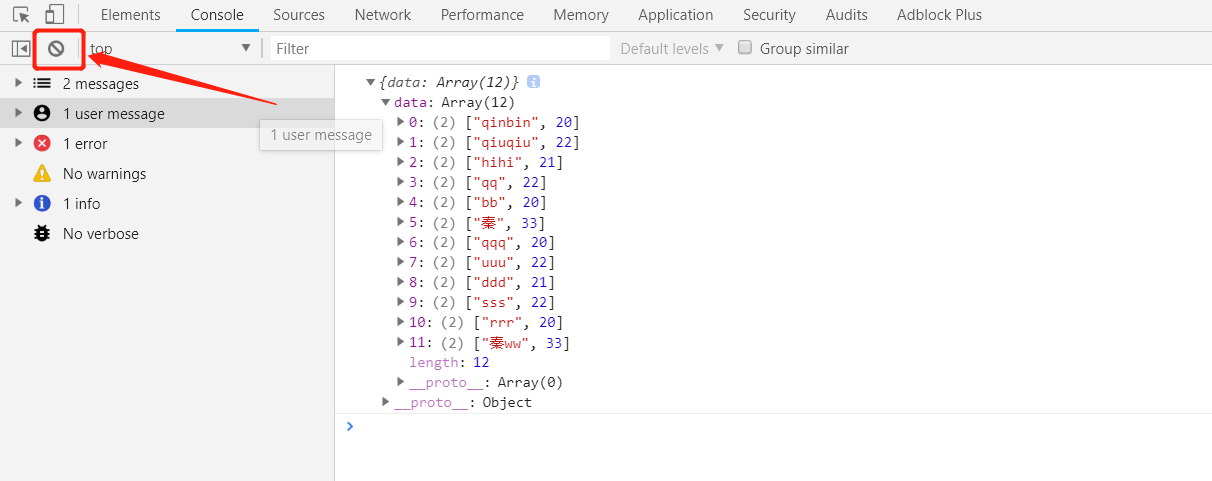 Elements Console Sources Network Performance Memory Application Security Audits Adblock Plus
top Filter Default levels Group similar
2 messages
1 user message
1 error
No warnings
1 info
No verbose
1 user message
{data: Array(12)}
data: Array(12)
0: (2) ["qinbin", 20]
1: (2) ["qiuqiu", 22]
2: (2) ["hihi", 21]
3: (2) ["qq", 22]
4: (2) ["bb", 20]
5: (2) ["秦", 33]
6: (2) ["qqq", 20]
7: (2) ["uuu", 22]
8: (2) ["ddd", 21]
9: (2) ["sss", 22]
10: (2) ["rrr", 20]
11: (2) ["秦ww", 33]
length: 12
__proto__: Array(0)
__proto__: Object